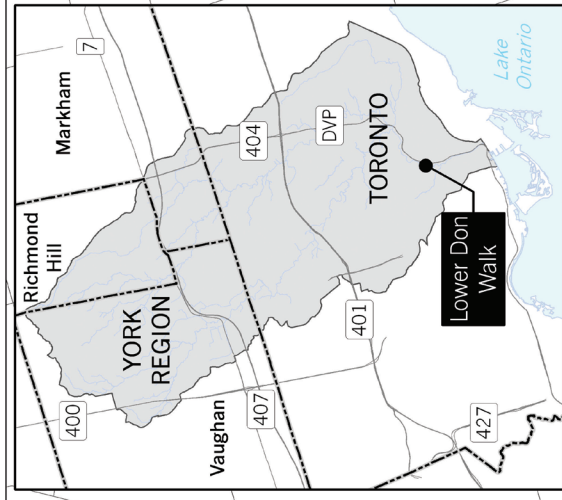 Richmond
Hill
Markham
7
400
YORK
REGION
Vaughan
407
404
DVP
TORONTO
401
427
Lower Don
Walk
Lake
Ontario